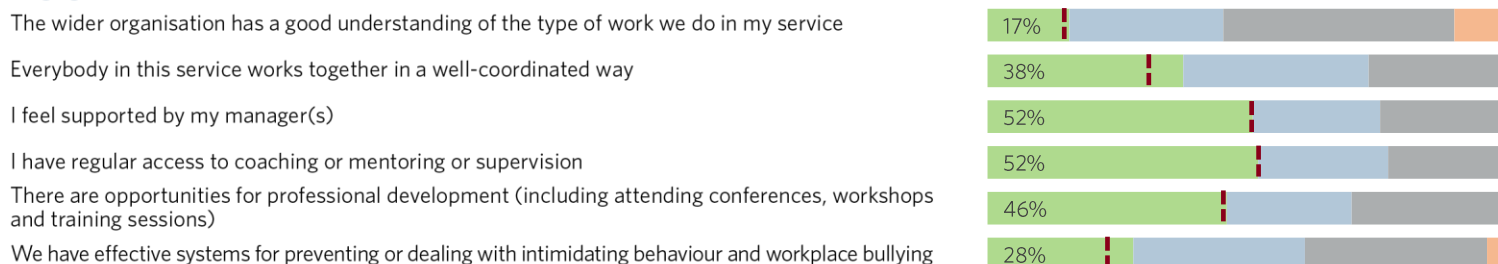 The wider organisation has a good understanding of the type of work we do in my service 17%
Everybody in this service works together in a well-coordinated way 38%
I feel supported by my manager(s) 52%
I have regular access to coaching or mentoring or supervision 52%
There are opportunities for professional development (including attending conferences, workshops
and training sessions) 46%
We have effective systems for preventing or dealing with intimidating behaviour and workplace bullying 28%